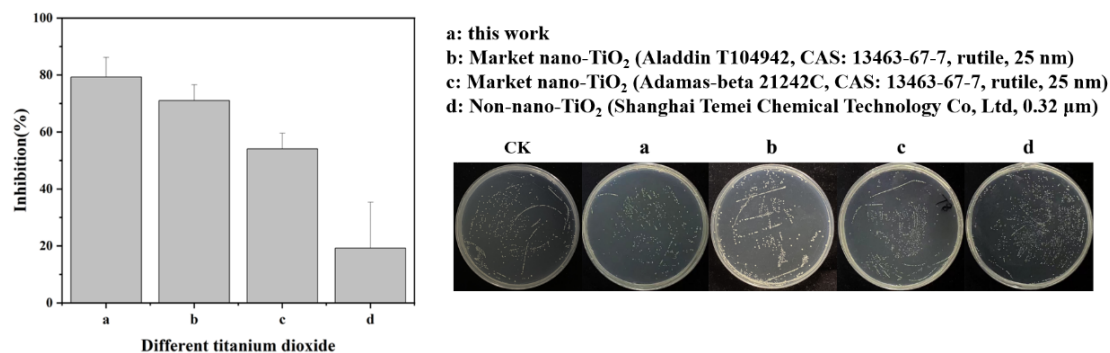 100
80
60
40
20
0
Inhibition(%)
a b c d
Different titanium dioxide
a: this work
b: Market nano-TiO₂ (Aladdin T104942, CAS: 13463-67-7, rutile, 25 nm)
c: Market nano-TiO₂ (Adamas-beta 21242C, CAS: 13463-67-7, rutile, 25 nm)
d: Non-nano-TiO₂ (Shanghai Temei Chemical Technology Co, Ltd, 0.32 μm)
CK a b c d